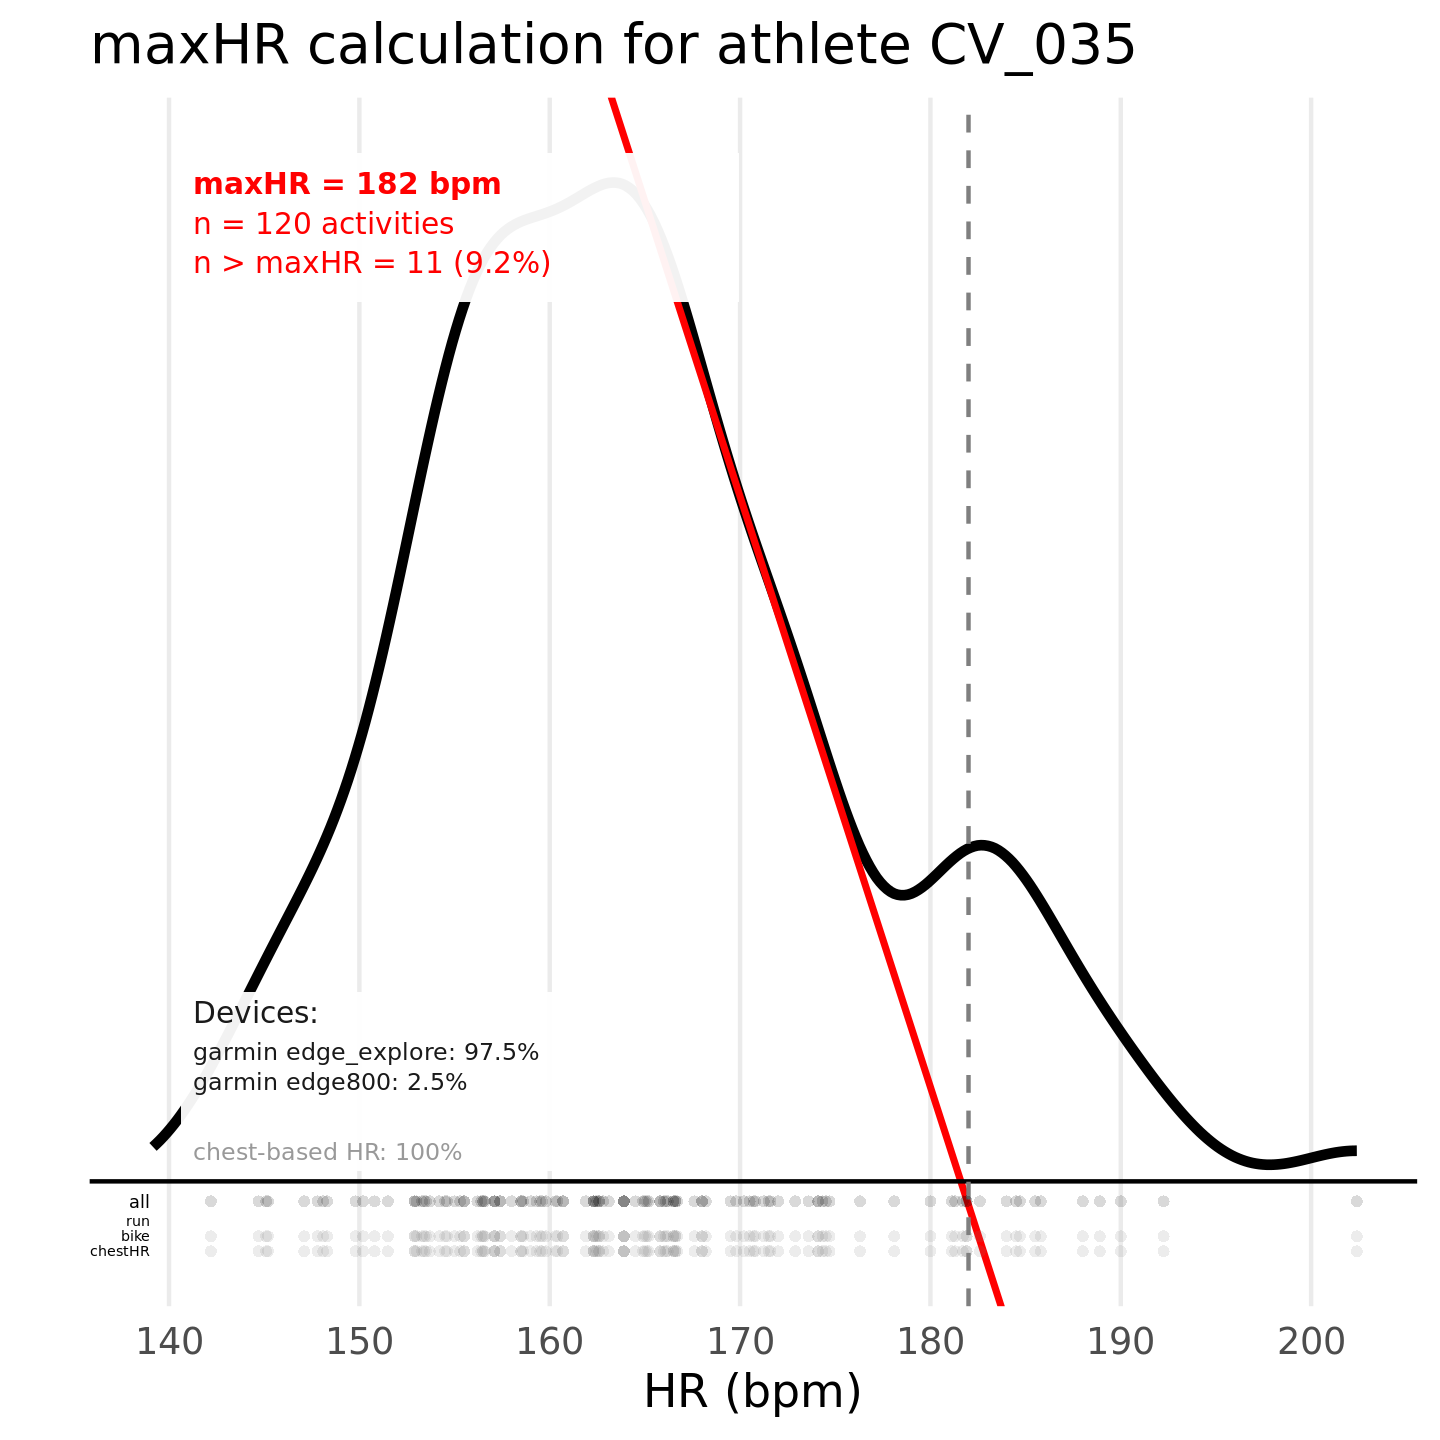 maxHR calculation for athlete CV_035
maxHR = 182 bpm
n = 120 activities
n > maxHR = 11 (9.2%)
Devices:
garmin edge_explore: 97.5%
garmin edge800: 2.5%
chest-based HR: 100%
all
run
bike
chestHR
140 150 160 170 180 190 200
HR (bpm)